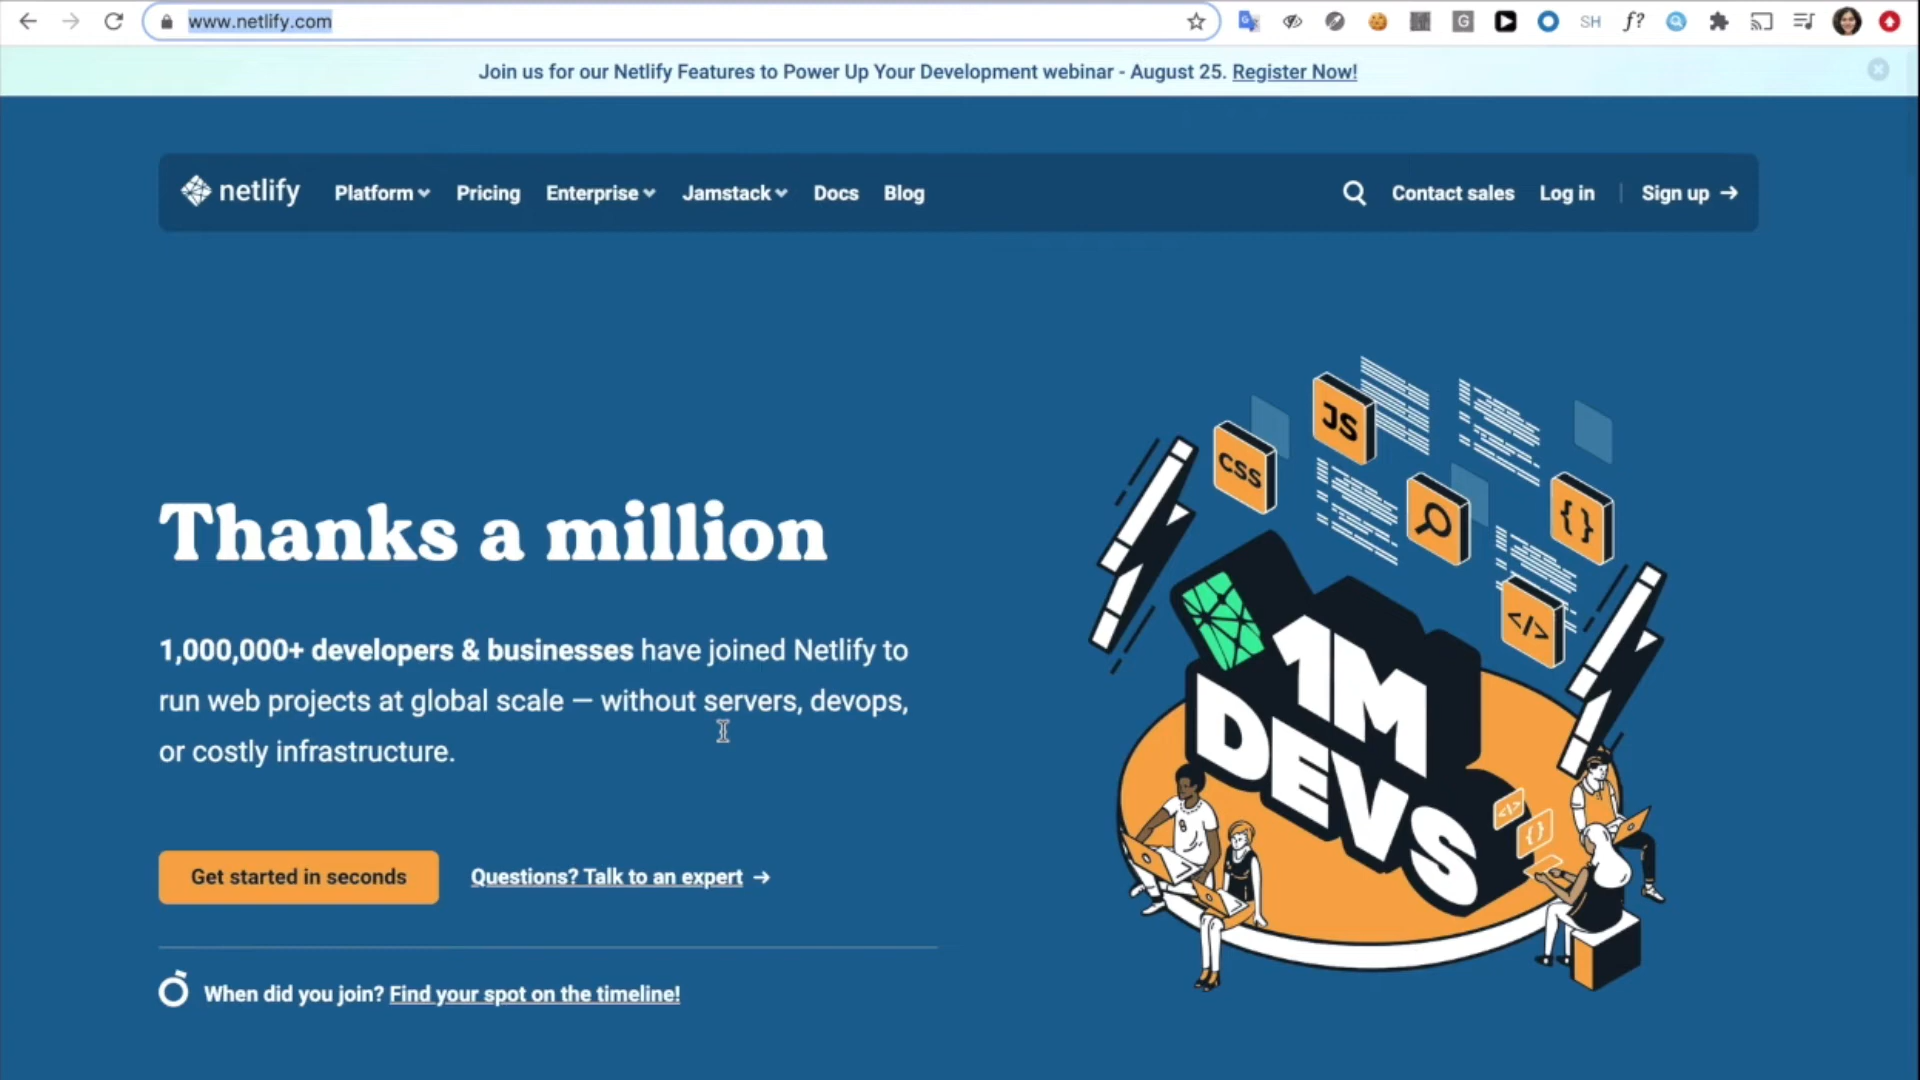 www.netlify.com
G
SH
f?
Join us for our Netlify Features to Power Up Your Development webinar - August 25. Register Now!
netlify Platform Pricing Enterprise Jamstack Docs Blog Contact sales Log in | Sign up →
JS
CSS
{}
</>
Thanks a million
1,000,000+ developers & businesses have joined Netlify to
run web projects at global scale — without servers, devops,
or costly infrastructure.
1M
DEVS
</>
{}
Get started in seconds
Questions? Talk to an expert →
When did you join? Find your spot on the timeline!